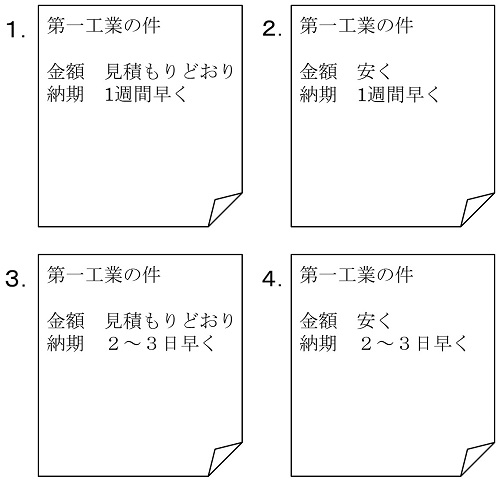 1.
第一工業の件
金額　見積もりどおり
納期　1週間早く
2.
第一工業の件
金額　安く
納期　1週間早く
3.
第一工業の件
金額　見積もりどおり
納期　２～３日早く
4.
第一工業の件
金額　安く
納期　２～３日早く